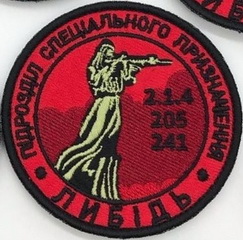 ПІДРОЗДІЛ СПЕЦІАЛЬНОГО ПРИЗНАЧЕННЯ
2.1.4
205
241
ЛИБІДЬ